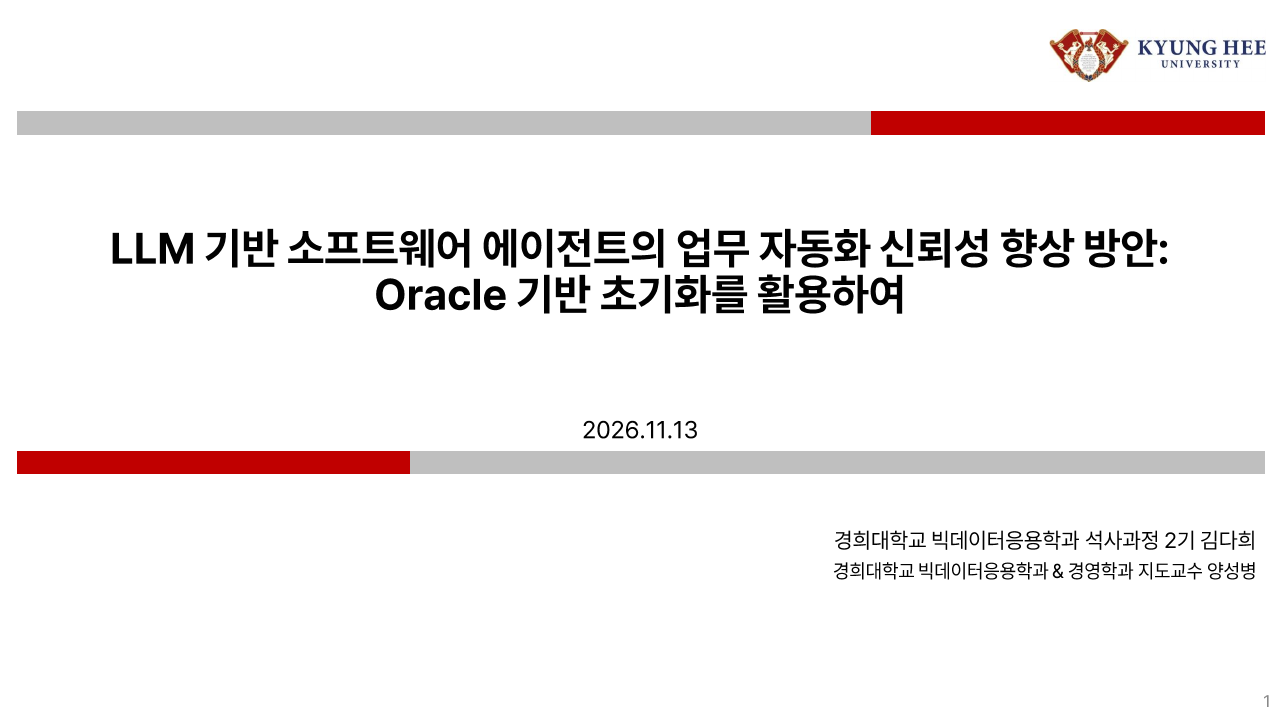 KYUNG HEE
UNIVERSITY
LLM 기반 소프트웨어 에이전트의 업무 자동화 신뢰성 향상 방안:
Oracle 기반 초기화를 활용하여
2026.11.13
경희대학교 빅데이터응용학과 석사과정 2기 김다희
경희대학교 빅데이터응용학과 & 경영학과 지도교수 양성병
1